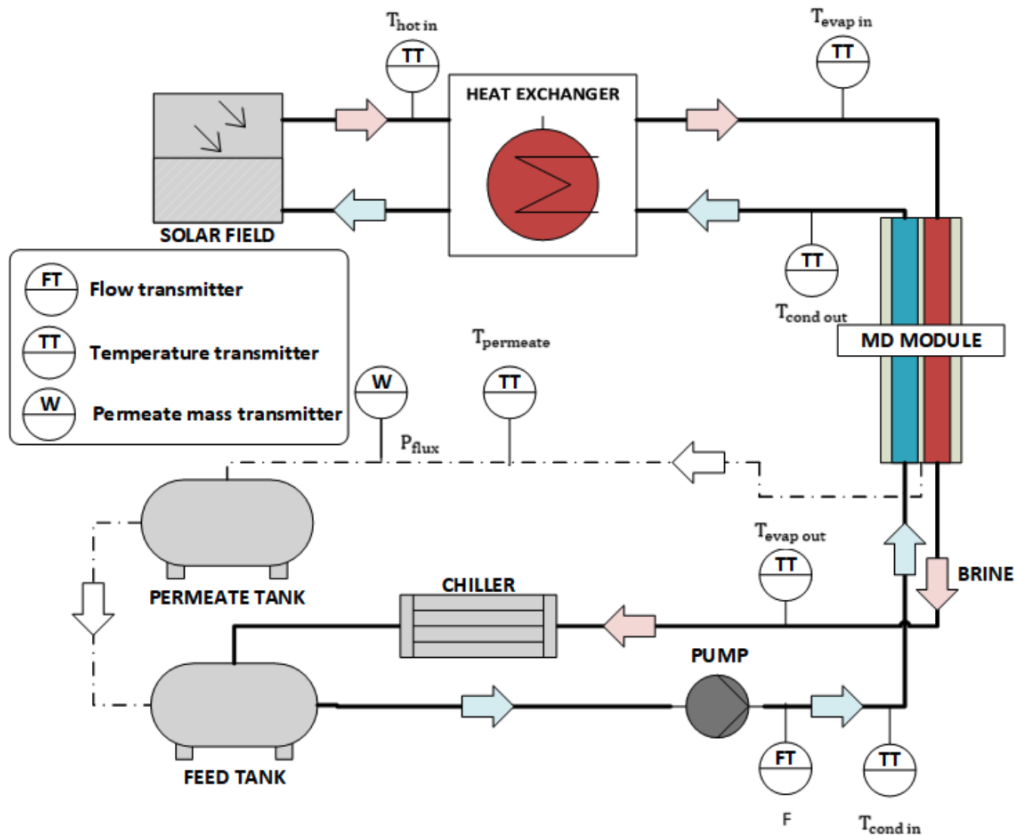 Thot in
Tevap in
TT
TT
HEAT EXCHANGER
SOLAR FIELD
FT
Flow transmitter
TT
Temperature transmitter
W
Permeate mass transmitter
TT
Tcond out
MD MODULE
Tpermeate
W
TT
Pflux
Tevap out
TT
BRINE
CHILLER
PERMEATE TANK
PUMP
FEED TANK
FT
TT
F
Tcond in